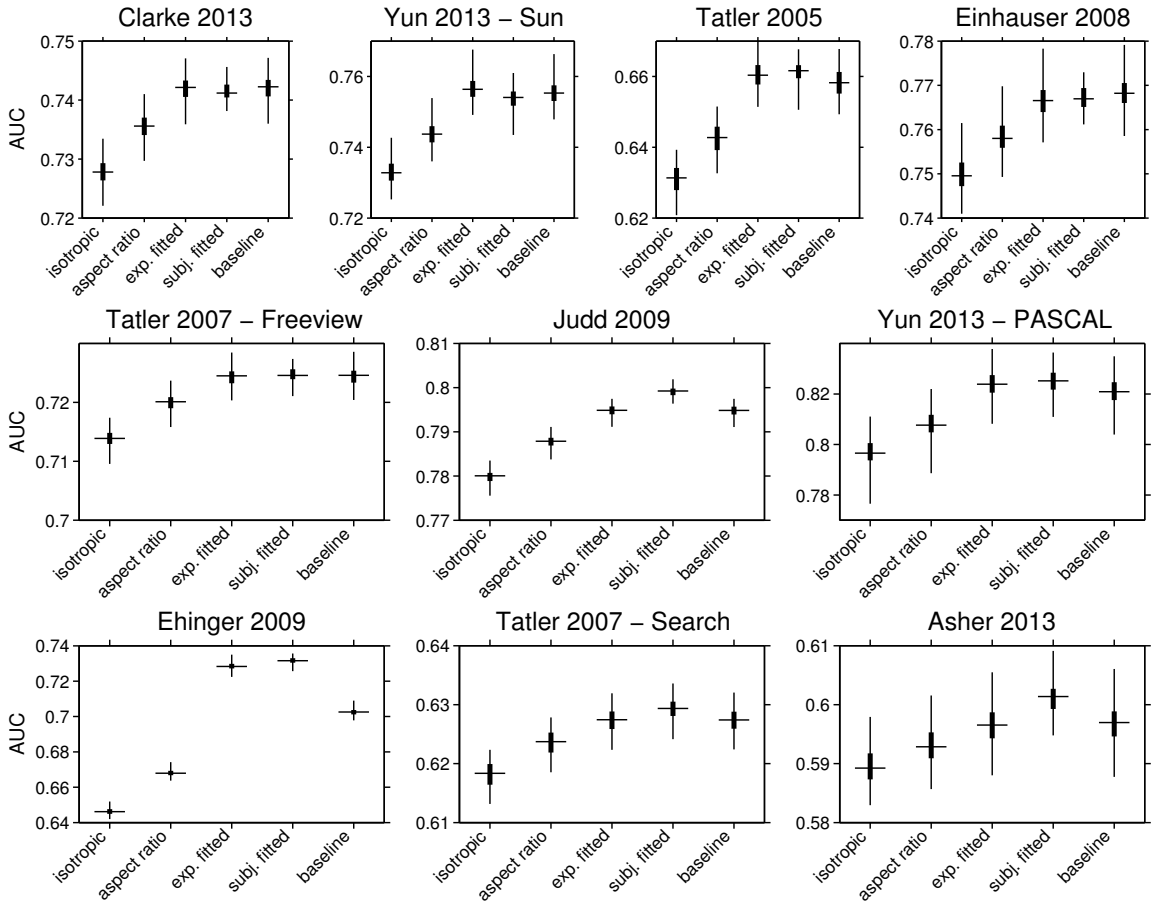 Clarke 2013
Yun 2013 – Sun
Tatler 2005
Einhauser 2008
AUC
0.75
0.74
0.73
0.72
isotropic
aspect ratio
exp. fitted
subj. fitted
baseline
0.76
0.74
0.72
isotropic
aspect ratio
exp. fitted
subj. fitted
baseline
0.66
0.64
0.62
isotropic
aspect ratio
exp. fitted
subj. fitted
baseline
0.78
0.77
0.76
0.75
0.74
isotropic
aspect ratio
exp. fitted
subj. fitted
baseline
Tatler 2007 – Freeview
Judd 2009
Yun 2013 – PASCAL
AUC
0.72
0.71
0.7
isotropic
aspect ratio
exp. fitted
subj. fitted
baseline
0.81
0.8
0.79
0.78
0.77
isotropic
aspect ratio
exp. fitted
subj. fitted
baseline
0.82
0.8
0.78
isotropic
aspect ratio
exp. fitted
subj. fitted
baseline
Ehinger 2009
Tatler 2007 – Search
Asher 2013
AUC
0.74
0.72
0.7
0.68
0.66
0.64
isotropic
aspect ratio
exp. fitted
subj. fitted
baseline
0.64
0.63
0.62
0.61
isotropic
aspect ratio
exp. fitted
subj. fitted
baseline
0.61
0.6
0.59
0.58
isotropic
aspect ratio
exp. fitted
subj. fitted
baseline